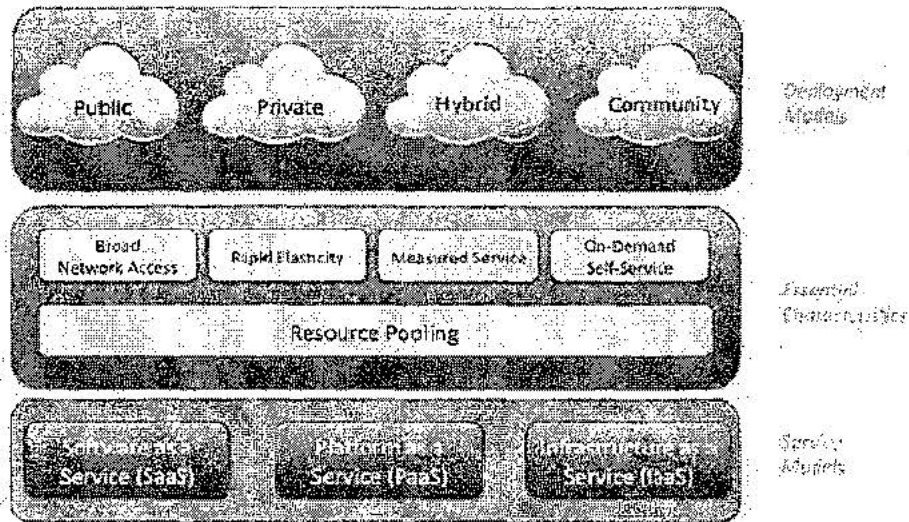 Public
Private
Hybrid
Community
Deployment
Models
Broad
Network Access
Rapid Elasticity
Measured Service
On-Demand
Self-Service
Resource Pooling
Essential
Characteristics
Software as a
Service (SaaS)
Platform as a
Service (PaaS)
Infrastructure as a
Service (IaaS)
Service
Models